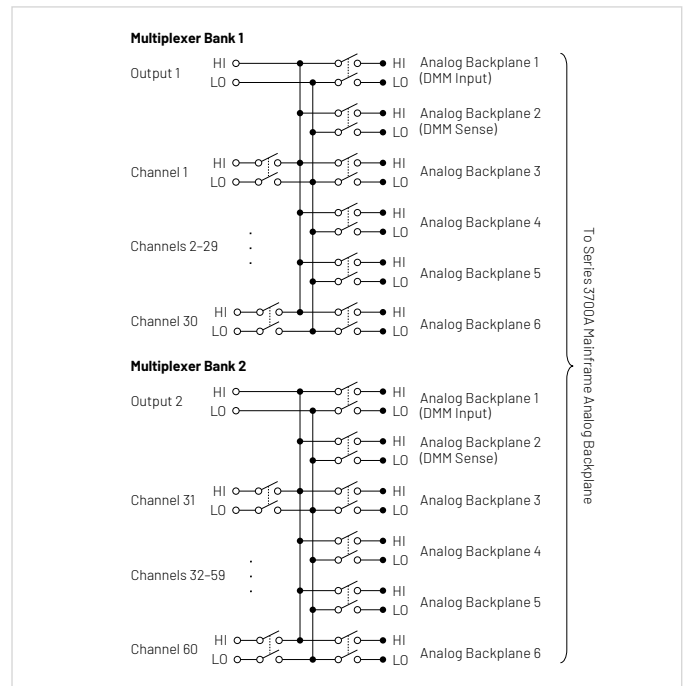 Multiplexer Bank 1
Output 1
HI
LO
HI
LO
Analog Backplane 1
(DMM Input)
HI
LO
Analog Backplane 2
(DMM Sense)
Channel 1
HI
LO
HI
LO
Analog Backplane 3
HI
LO
Analog Backplane 4
Channels 2–29
HI
LO
Analog Backplane 5
Channel 30
HI
LO
HI
LO
Analog Backplane 6
Multiplexer Bank 2
Output 2
HI
LO
HI
LO
Analog Backplane 1
(DMM Input)
HI
LO
Analog Backplane 2
(DMM Sense)
Channel 31
HI
LO
HI
LO
Analog Backplane 3
HI
LO
Analog Backplane 4
Channels 32–59
HI
LO
Analog Backplane 5
Channel 60
HI
LO
HI
LO
Analog Backplane 6
To Series 3700A Mainframe Analog Backplane